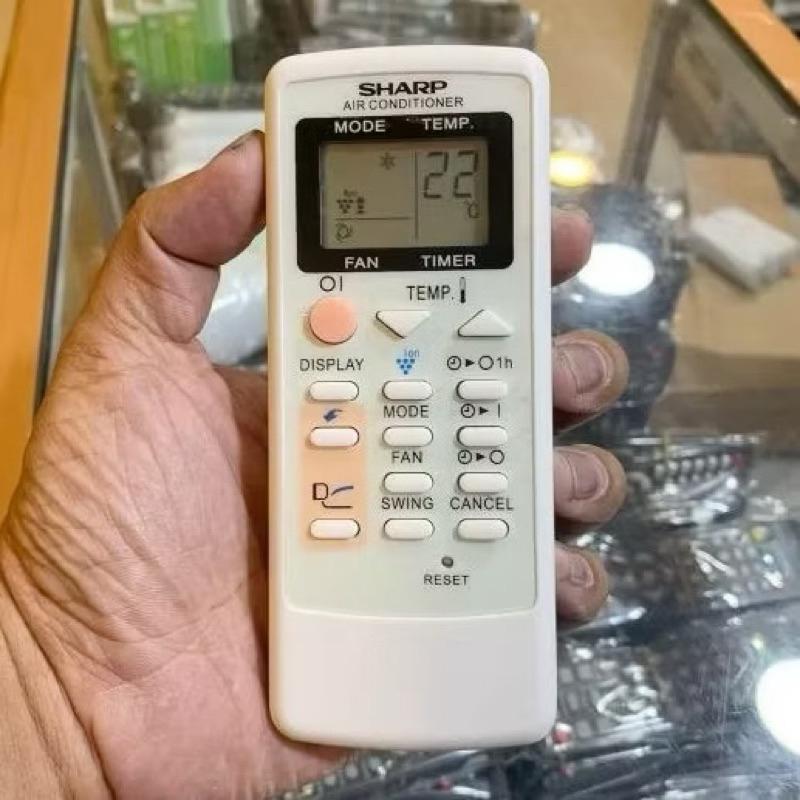 SHARP
AIR CONDITIONER
MODE TEMP.
22
°C
FAN TIMER
TEMP.
DISPLAY ion 1h
MODE
FAN
SWING CANCEL
RESET